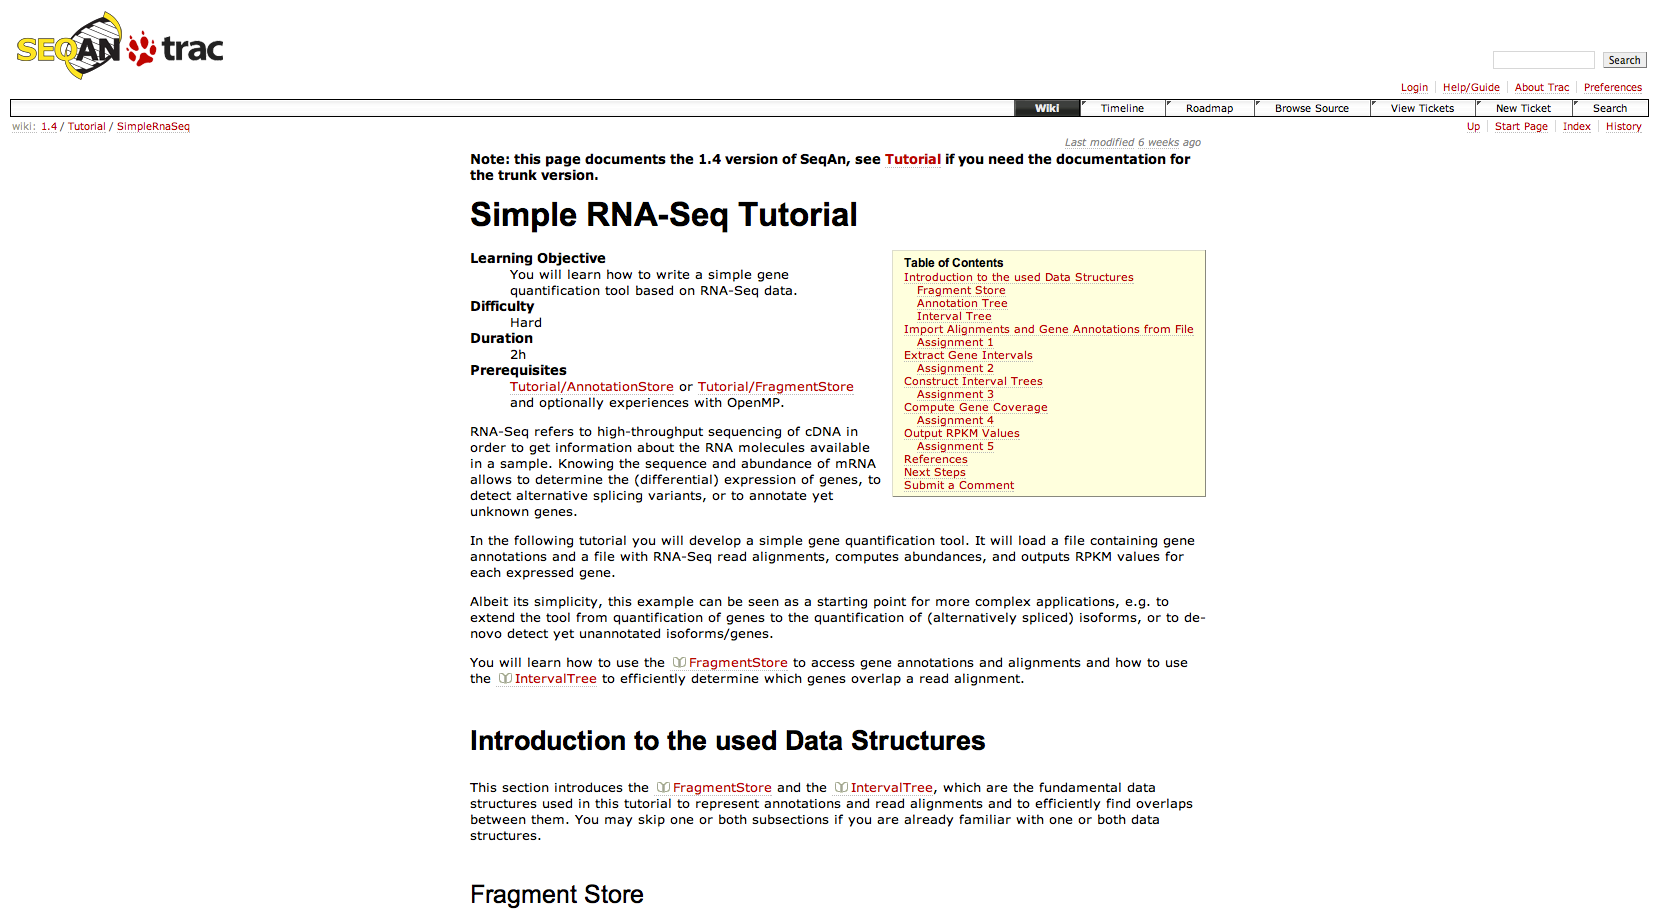 SEQAN trac
Search
Login Help/Guide About Trac Preferences
Wiki Timeline Roadmap Browse Source View Tickets New Ticket Search
wiki: 1.4 / Tutorial / SimpleRnaSeq
Up Start Page Index History
Last modified 6 weeks ago
Note: this page documents the 1.4 version of SeqAn, see Tutorial if you need the documentation for
the trunk version.
Simple RNA-Seq Tutorial
Learning Objective
You will learn how to write a simple gene
quantification tool based on RNA-Seq data.
Difficulty
Hard
Duration
2h
Prerequisites
Tutorial/AnnotationStore or Tutorial/FragmentStore
and optionally experiences with OpenMP.
Table of Contents
Introduction to the used Data Structures
Fragment Store
Annotation Tree
Interval Tree
Import Alignments and Gene Annotations from File
Assignment 1
Extract Gene Intervals
Assignment 2
Construct Interval Trees
Assignment 3
Compute Gene Coverage
Assignment 4
Output RPKM Values
Assignment 5
References
Next Steps
Submit a Comment
RNA-Seq refers to high-throughput sequencing of cDNA in
order to get information about the RNA molecules available
in a sample. Knowing the sequence and abundance of mRNA
allows to determine the (differential) expression of genes, to
detect alternative splicing variants, or to annotate yet
unknown genes.
In the following tutorial you will develop a simple gene quantification tool. It will load a file containing gene
annotations and a file with RNA-Seq read alignments, computes abundances, and outputs RPKM values for
each expressed gene.
Albeit its simplicity, this example can be seen as a starting point for more complex applications, e.g. to
extend the tool from quantification of genes to the quantification of (alternatively spliced) isoforms, or to de-
novo detect yet unannotated isoforms/genes.
You will learn how to use the FragmentStore to access gene annotations and alignments and how to use
the IntervalTree to efficiently determine which genes overlap a read alignment.
Introduction to the used Data Structures
This section introduces the FragmentStore and the IntervalTree, which are the fundamental data
structures used in this tutorial to represent annotations and read alignments and to efficiently find overlaps
between them. You may skip one or both subsections if you are already familiar with one or both data
structures.
Fragment Store